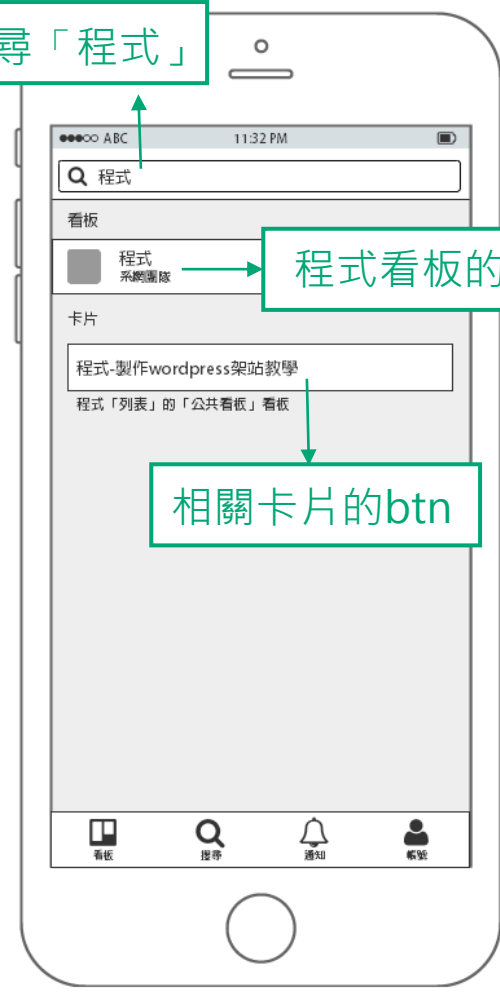 尋「程式」
ABC 11:32 PM
程式
看板
程式
系網團隊
程式看板的
卡片
程式-製作wordpress架站教學
程式「列表」的「公共看板」看板
相關卡片的btn
看板 搜尋 通知 帳號